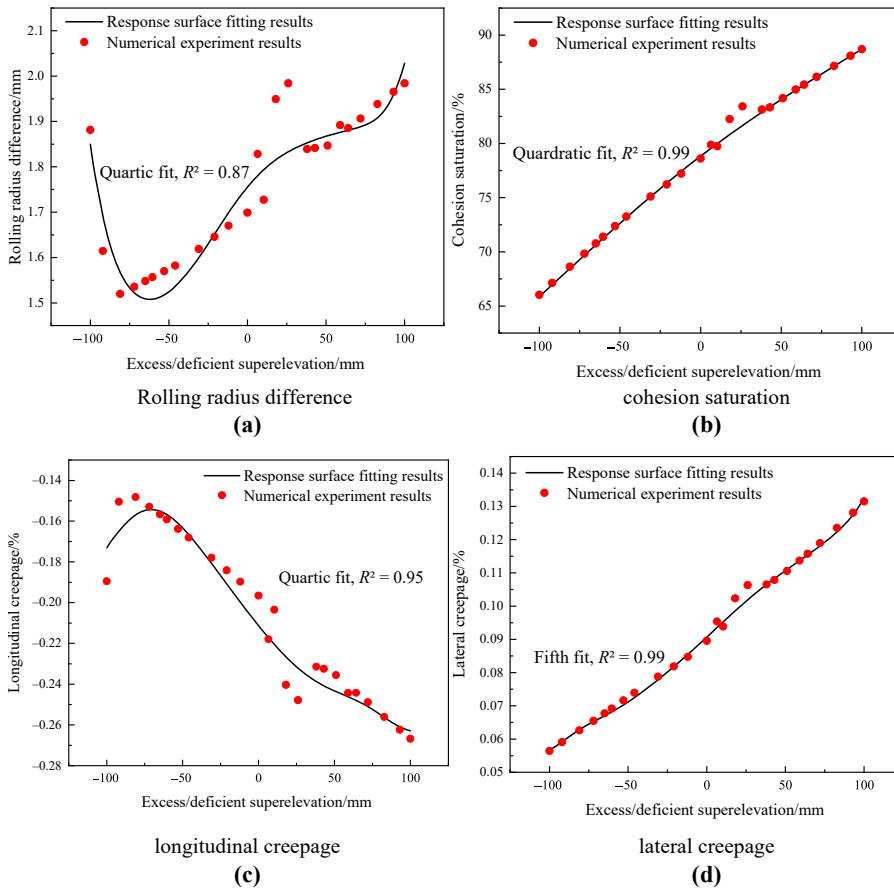 Response surface fitting results
Numerical experiment results
2.1
2.0
1.9
1.8
1.7
1.6
1.5
Rolling radius difference/mm
Quartic fit, R² = 0.87
−100
−50
0
50
100
Excess/deficient superelevation/mm
Rolling radius difference
(a)
Response surface fitting results
Numerical experiment results
90
85
80
75
70
65
Cohesion saturation/%
Quardratic fit, R² = 0.99
−100
−50
0
50
100
Excess/deficient superelevation/mm
cohesion saturation
(b)
Response surface fitting results
Numerical experiment results
−0.14
−0.16
−0.18
−0.20
−0.22
−0.24
−0.26
−0.28
Longitudinal creepage/%
Quartic fit, R² = 0.95
−100
−50
0
50
100
Excess/deficient superelevation/mm
longitudinal creepage
(c)
Response surface fitting results
Numerical experiment results
0.14
0.13
0.12
0.11
0.10
0.09
0.08
0.07
0.06
0.05
Lateral creepage/%
Fifth fit, R² = 0.99
−100
−50
0
50
100
Excess/deficient superelevation/mm
lateral creepage
(d)